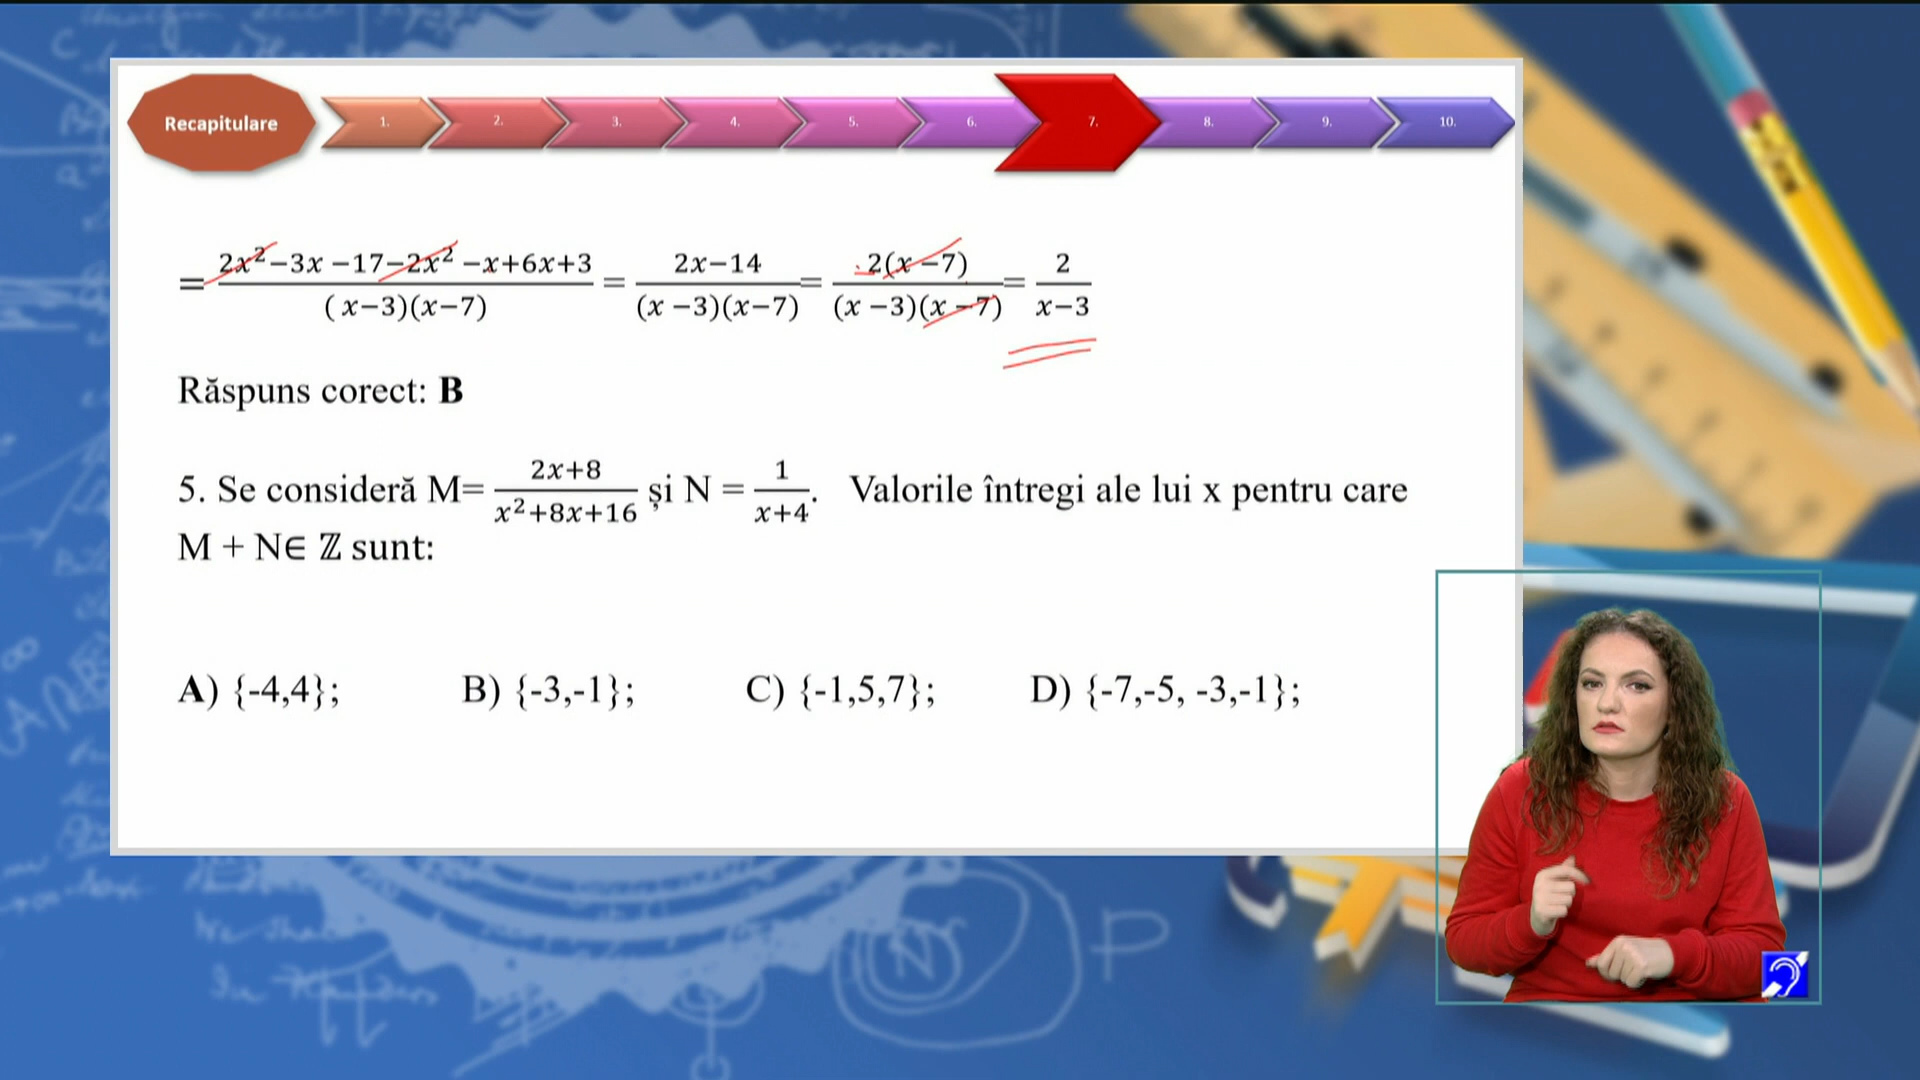 Recapitulare 1. 2. 3. 4. 5. 6. 7. 8. 9. 10.
= (2x²−3x −17−2x² −x+6x+3)/(( x−3)(x−7)) = (2x−14)/((x −3)(x−7)) = (2(x −7))/((x −3)(x −7)) = 2/(x−3)
Răspuns corect: B
5. Se consideră M= (2x+8)/(x²+8x+16) și N = 1/(x+4). Valorile întregi ale lui x pentru care
M + N∈ ℤ sunt:
A) {-4,4}; B) {-3,-1}; C) {-1,5,7}; D) {-7,-5, -3,-1};
N
P